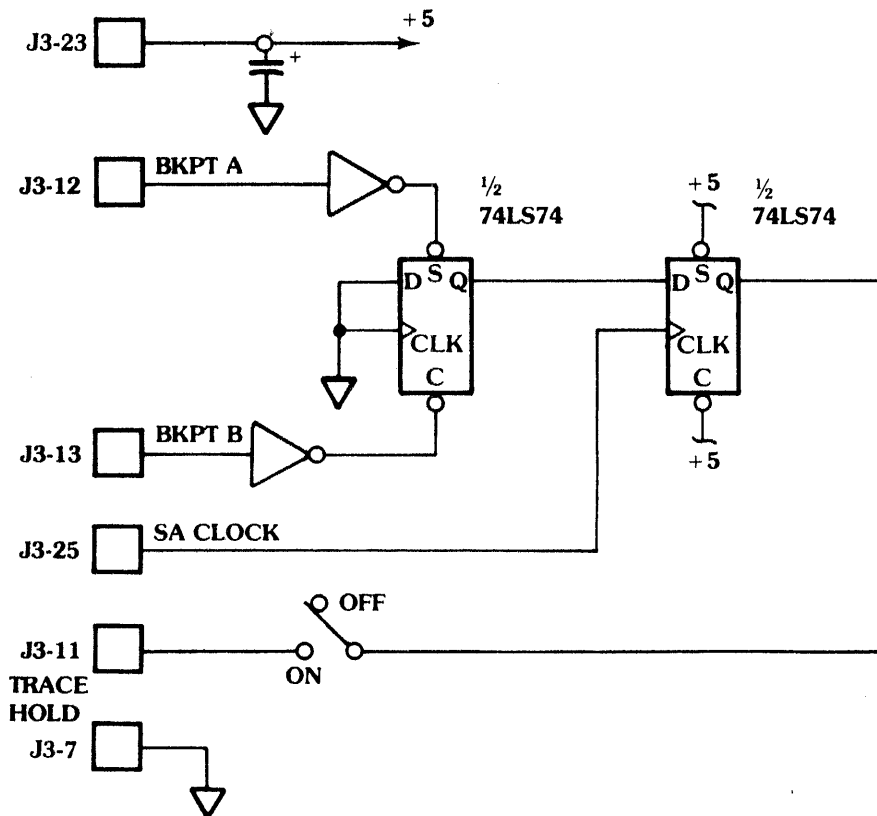 J3-23
+5
+
J3-12
BKPT A
½
74LS74
+5
½
74LS74
D S Q
CLK
C
D S Q
CLK
C
+5
J3-13
BKPT B
J3-25
SA CLOCK
OFF
J3-11
ON
TRACE
HOLD
J3-7